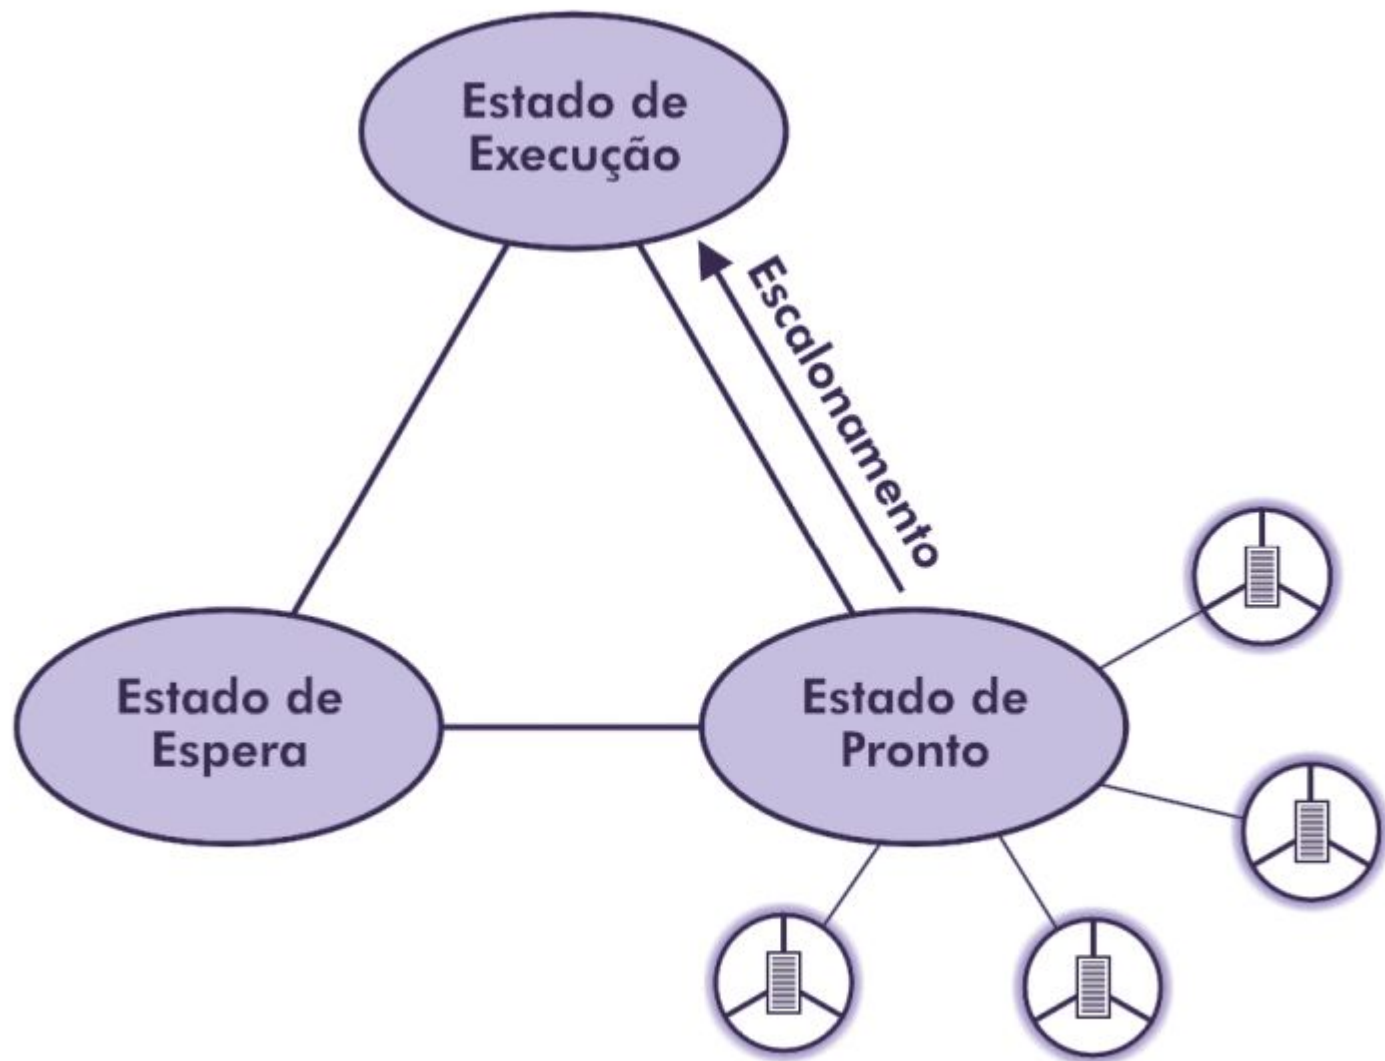 Estado de
Execução
Escalonamento
Estado de
Espera
Estado de
Pronto